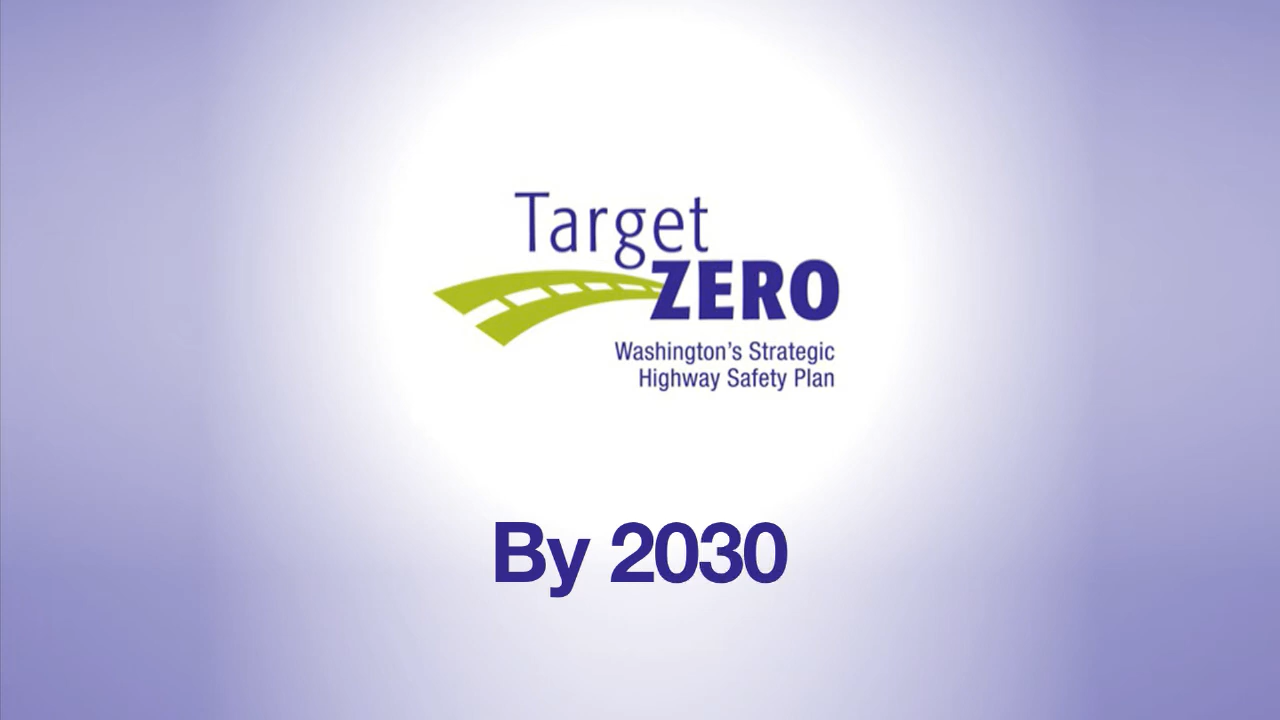 Target
ZERO
Washington's Strategic
Highway Safety Plan
By 2030